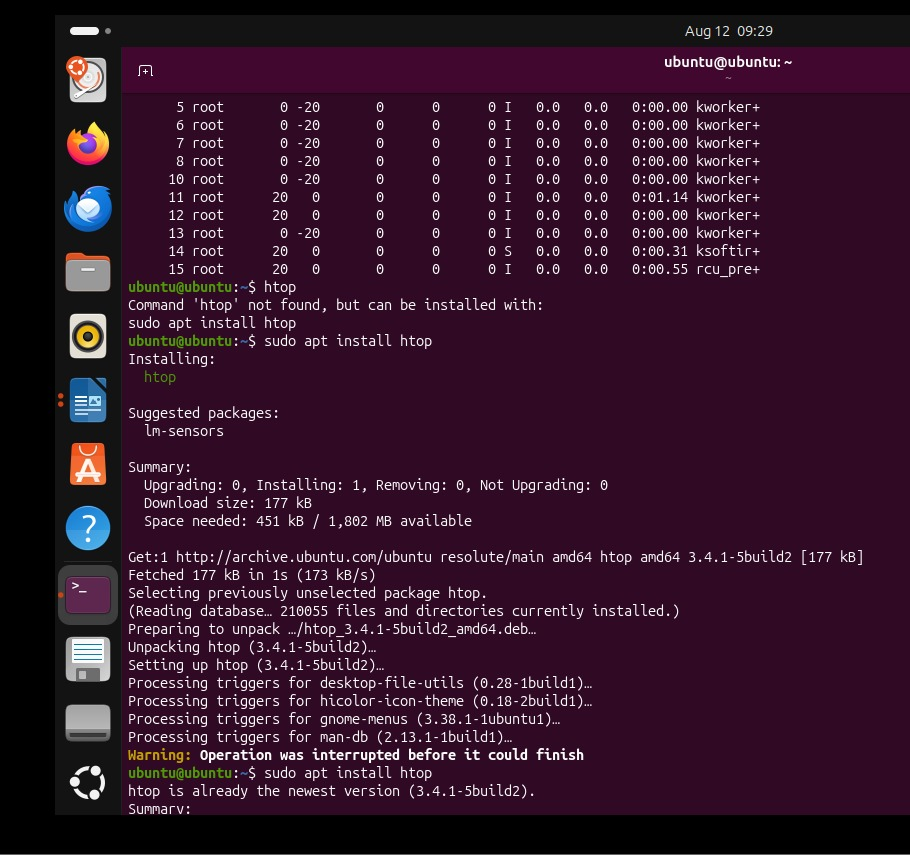 Aug 12 09:29
ubuntu@ubuntu: ~
~
5 root 0 -20 0 0 0 I 0.0 0.0 0:00.00 kworker+
6 root 0 -20 0 0 0 I 0.0 0.0 0:00.00 kworker+
7 root 0 -20 0 0 0 I 0.0 0.0 0:00.00 kworker+
8 root 0 -20 0 0 0 I 0.0 0.0 0:00.00 kworker+
10 root 0 -20 0 0 0 I 0.0 0.0 0:00.00 kworker+
11 root 20 0 0 0 0 I 0.0 0.0 0:01.14 kworker+
12 root 20 0 0 0 0 I 0.0 0.0 0:00.00 kworker+
13 root 0 -20 0 0 0 I 0.0 0.0 0:00.00 kworker+
14 root 20 0 0 0 0 S 0.0 0.0 0:00.31 ksoftir+
15 root 20 0 0 0 0 I 0.0 0.0 0:00.55 rcu_pre+
ubuntu@ubuntu:~$ htop
Command 'htop' not found, but can be installed with:
sudo apt install htop
ubuntu@ubuntu:~$ sudo apt install htop
Installing:
htop
Suggested packages:
lm-sensors
Summary:
Upgrading: 0, Installing: 1, Removing: 0, Not Upgrading: 0
Download size: 177 kB
Space needed: 451 kB / 1,802 MB available
Get:1 http://archive.ubuntu.com/ubuntu resolute/main amd64 htop amd64 3.4.1-5build2 [177 kB]
Fetched 177 kB in 1s (173 kB/s)
Selecting previously unselected package htop.
(Reading database… 210055 files and directories currently installed.)
Preparing to unpack …/htop_3.4.1-5build2_amd64.deb…
Unpacking htop (3.4.1-5build2)…
Setting up htop (3.4.1-5build2)…
Processing triggers for desktop-file-utils (0.28-1build1)…
Processing triggers for hicolor-icon-theme (0.18-2build1)…
Processing triggers for gnome-menus (3.38.1-1ubuntu1)…
Processing triggers for man-db (2.13.1-1build1)…
Warning: Operation was interrupted before it could finish
ubuntu@ubuntu:~$ sudo apt install htop
htop is already the newest version (3.4.1-5build2).
Summary: